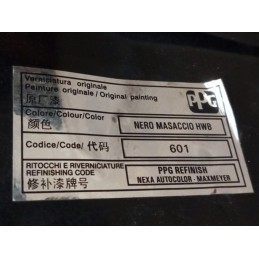 Verniciatura originale
Peinture originale / Original painting
原厂漆
PPG
Colore/Colour/Color
颜色
NERO MASACCIO HWB
Codice/Code/ 代码
601
RITOCCHI E RIVERNICIATURE
REFINISHING CODE
修补漆牌号
PPG REFINISH
NEXA AUTOCOLOR - MAXMEYER